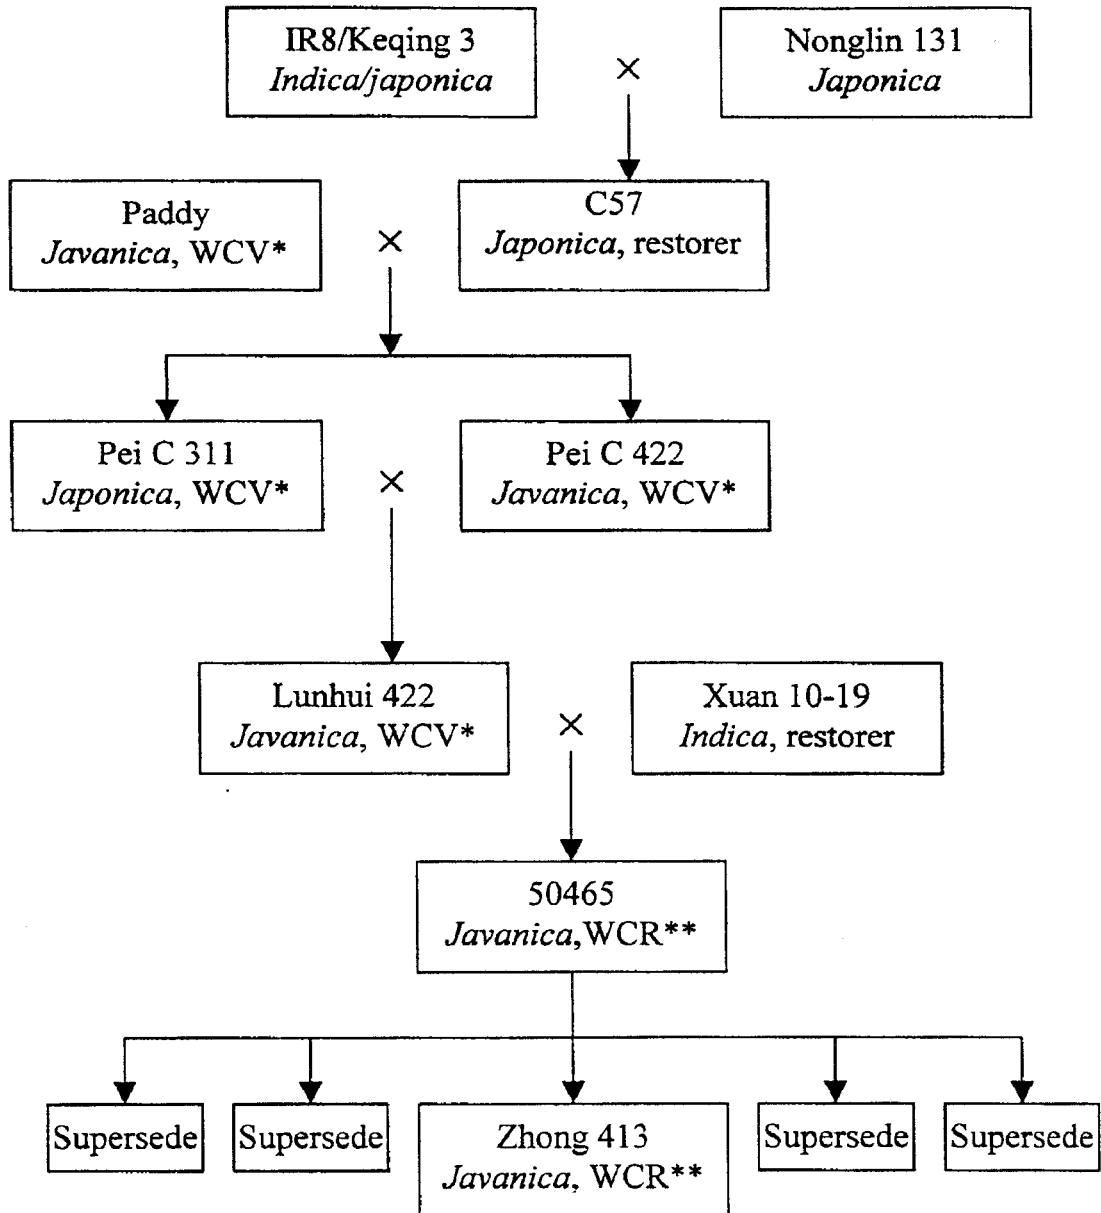 IR8/Keqing 3
Indica/japonica
×
Nonglin 131
Japonica
Paddy
Javanica, WCV*
×
C57
Japonica, restorer
Pei C 311
Japonica, WCV*
×
Pei C 422
Javanica, WCV*
Lunhui 422
Javanica, WCV*
×
Xuan 10-19
Indica, restorer
50465
Javanica,WCR**
Supersede
Supersede
Zhong 413
Javanica, WCR**
Supersede
Supersede